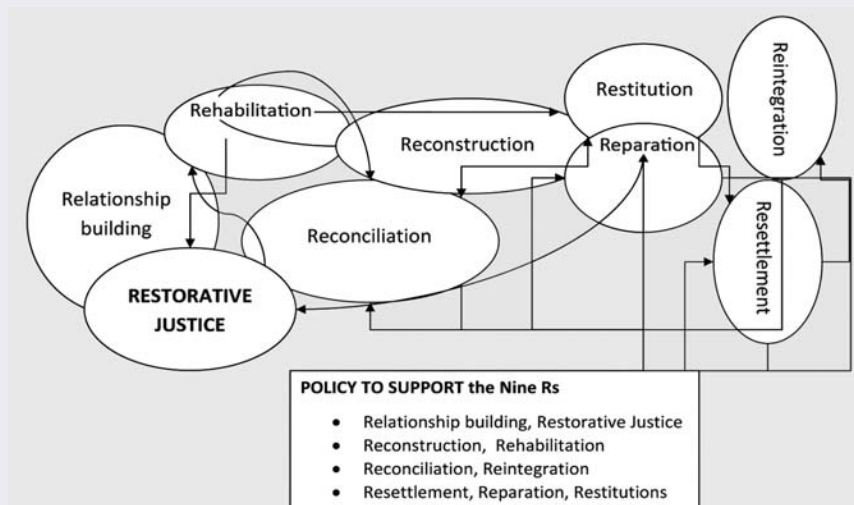 Rehabilitation
Relationship
building
RESTORATIVE
JUSTICE
Reconstruction
Reconciliation
Restitution
Reparation
Reintegration
Resettlement
POLICY TO SUPPORT the Nine Rs
● Relationship building, Restorative Justice
● Reconstruction, Rehabilitation
● Reconciliation, Reintegration
● Resettlement, Reparation, Restitutions